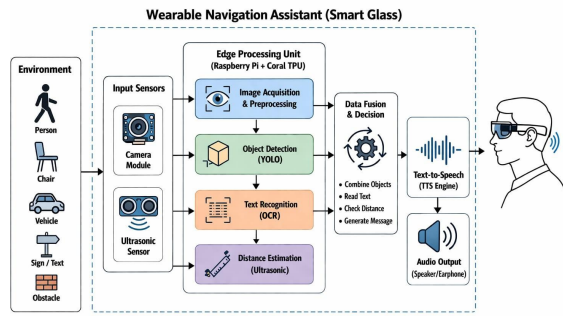 Wearable Navigation Assistant (Smart Glass)
Environment
Person
Chair
Vehicle
Sign / Text
Obstacle
Input Sensors
Camera
Module
Ultrasonic
Sensor
Edge Processing Unit
(Raspberry Pi + Coral TPU)
Image Acquisition
& Preprocessing
Object Detection
(YOLO)
Text Recognition
(OCR)
Distance Estimation
(Ultrasonic)
Data Fusion
& Decision
• Combine Objects
• Read Text
• Check Distance
• Generate Message
Text-to-Speech
(TTS Engine)
Audio Output
(Speaker/Earphone)